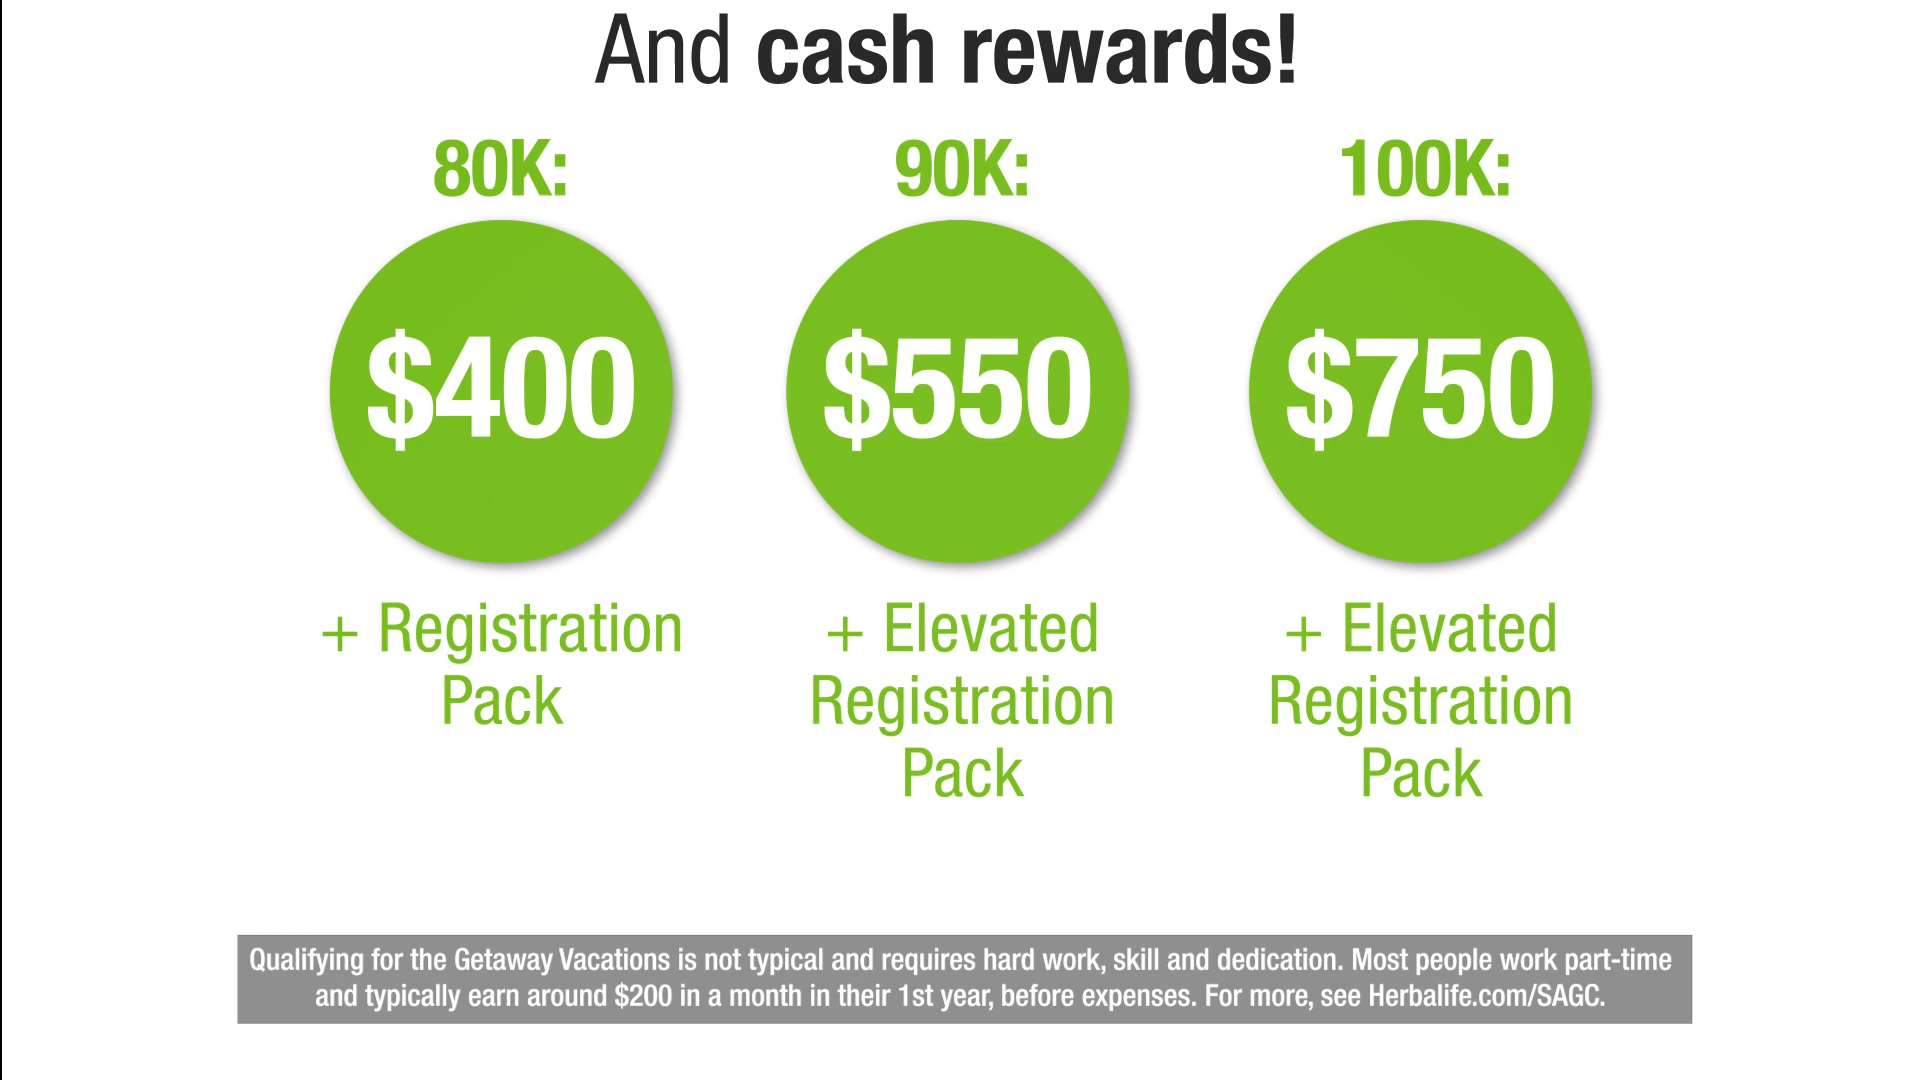 And cash rewards!
80K:
90K:
100K:
$400
$550
$750
+ Registration
Pack
+ Elevated
Registration
Pack
+ Elevated
Registration
Pack
Qualifying for the Getaway Vacations is not typical and requires hard work, skill and dedication. Most people work part-time
and typically earn around $200 in a month in their 1st year, before expenses. For more, see Herbalife.com/SAGC.